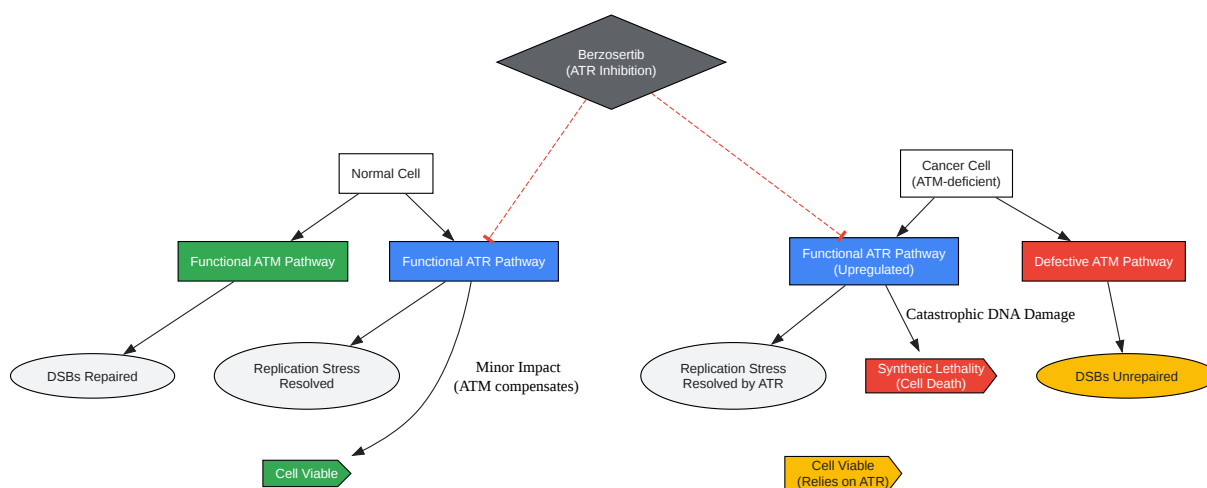 Berzosertib
(ATR Inhibition)
Normal Cell
Cancer Cell
(ATM-deficient)
Functional ATM Pathway
Functional ATR Pathway
Functional ATR Pathway
(Upregulated)
Defective ATM Pathway
Catastrophic DNA Damage
DSBs Repaired
Replication Stress
Resolved
Minor Impact
(ATM compensates)
Replication Stress
Resolved by ATR
Synthetic Lethality
(Cell Death)
DSBs Unrepaired
Cell Viable
Cell Viable
(Relies on ATR)